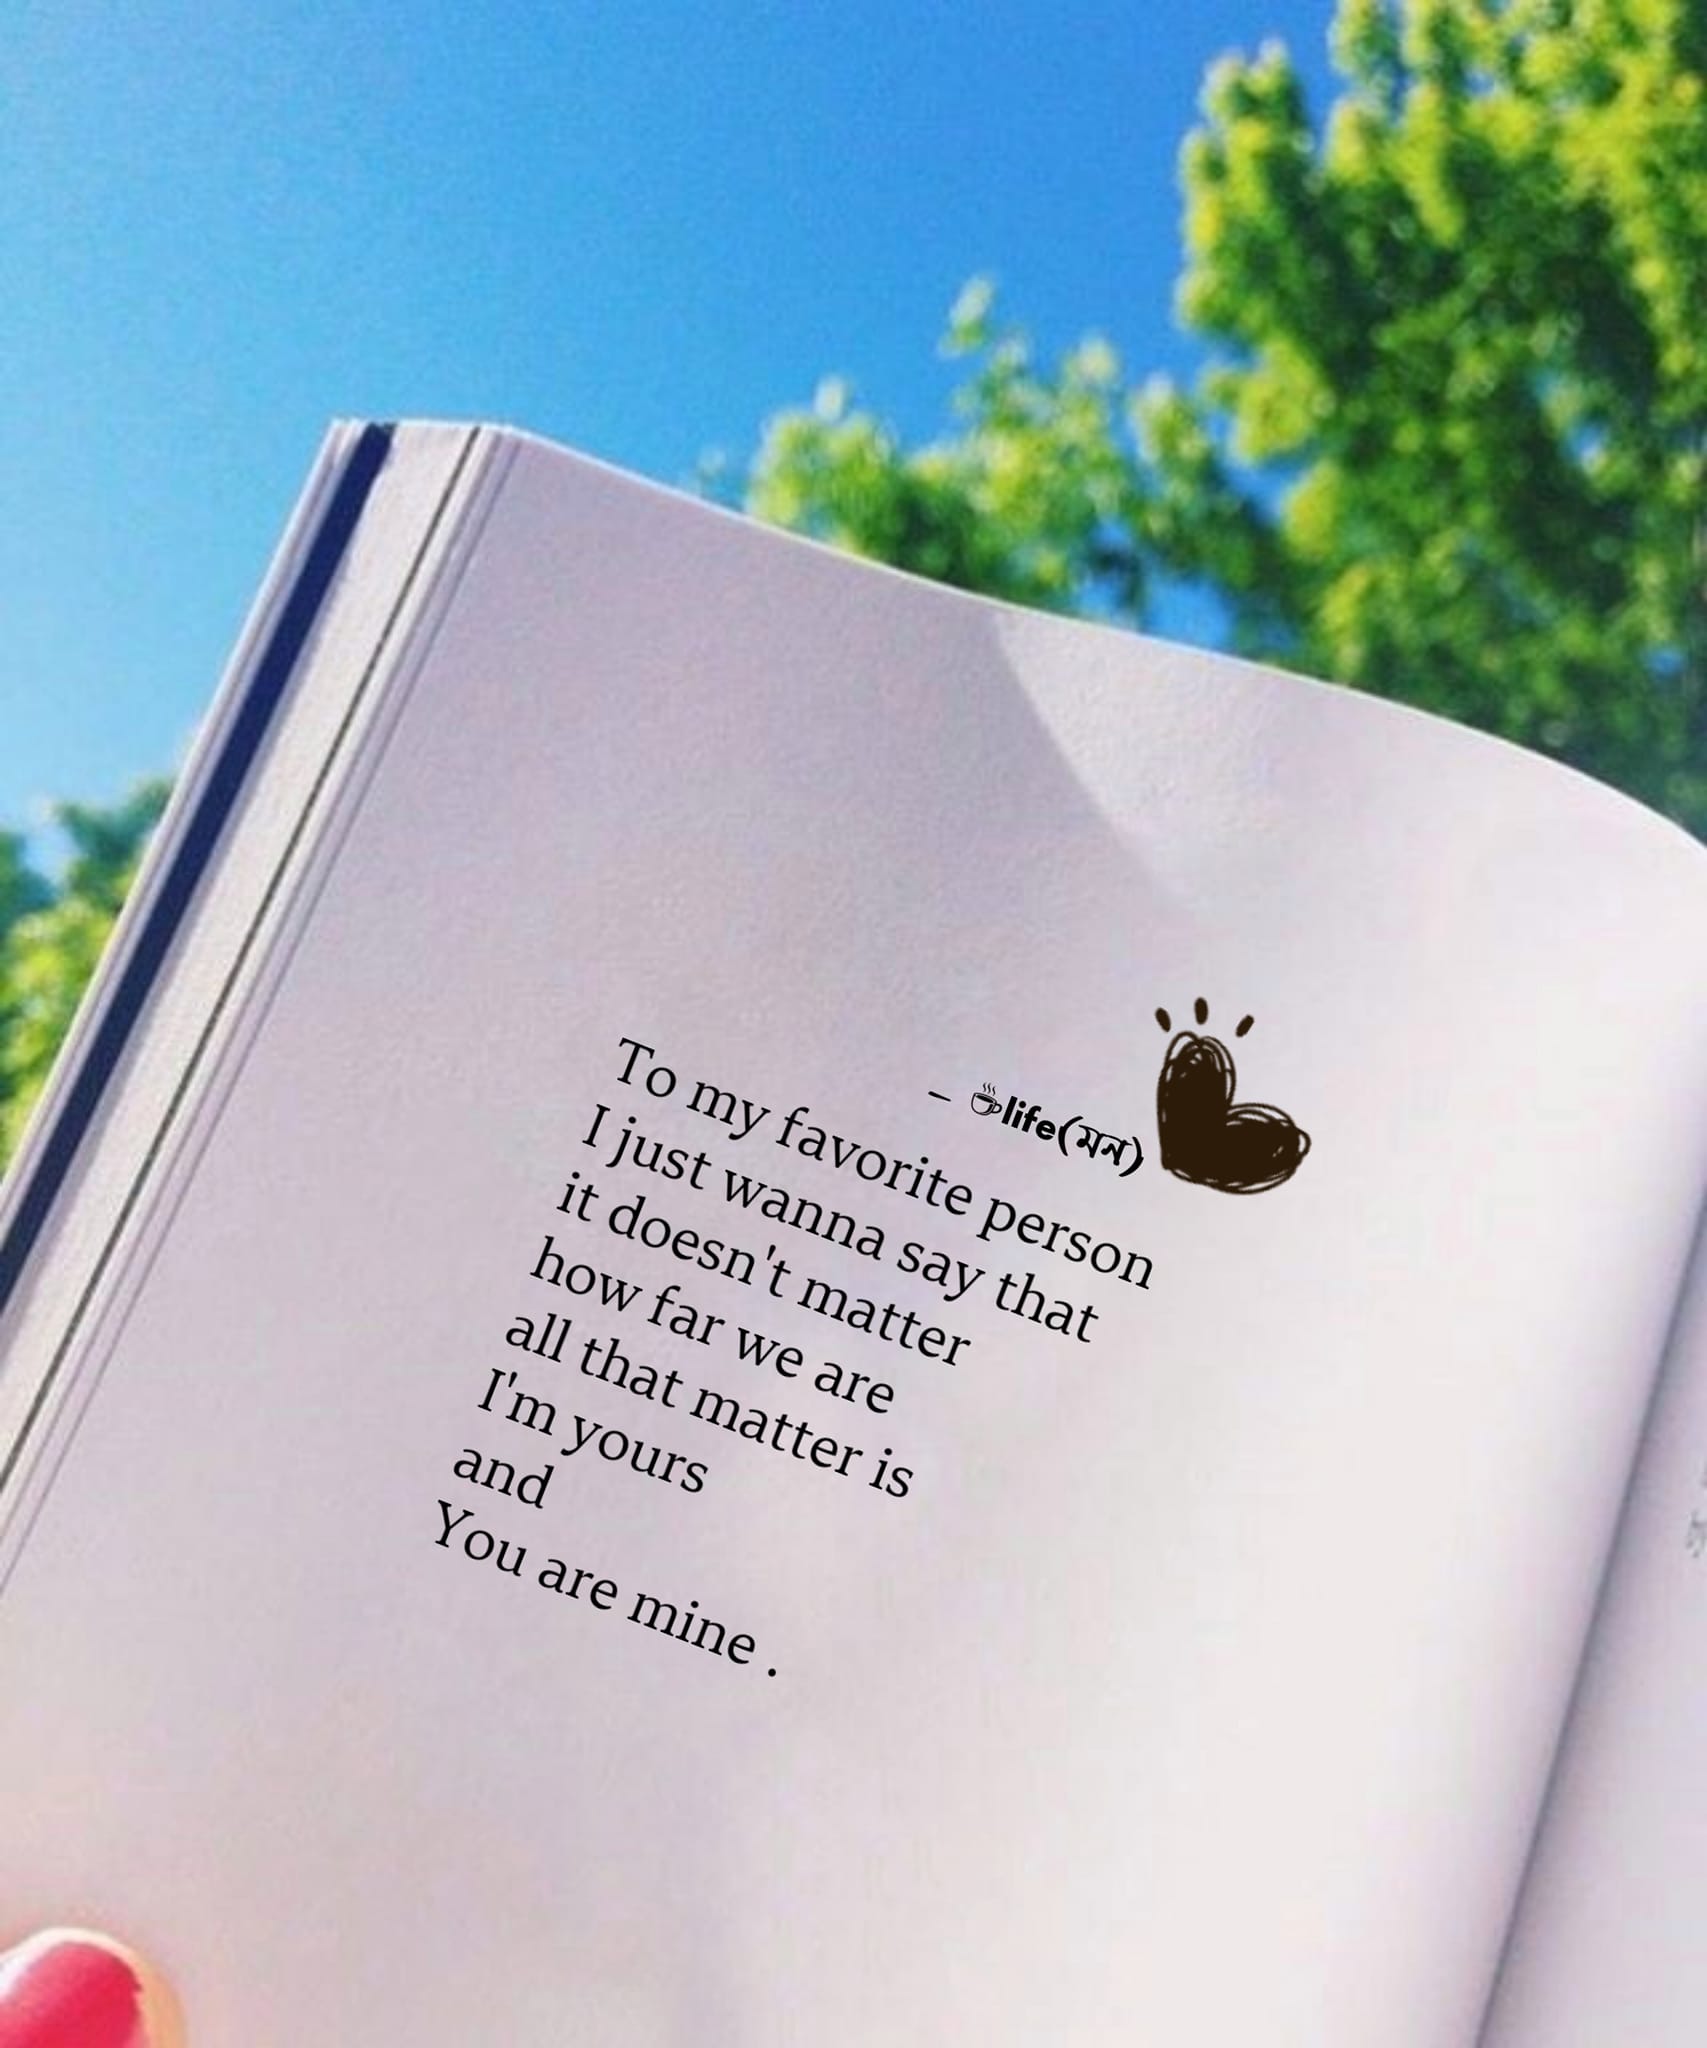 – ☕life(মন)
To my favorite person
I just wanna say that
it doesn't matter
how far we are
all that matter is
I'm yours
and
You are mine .